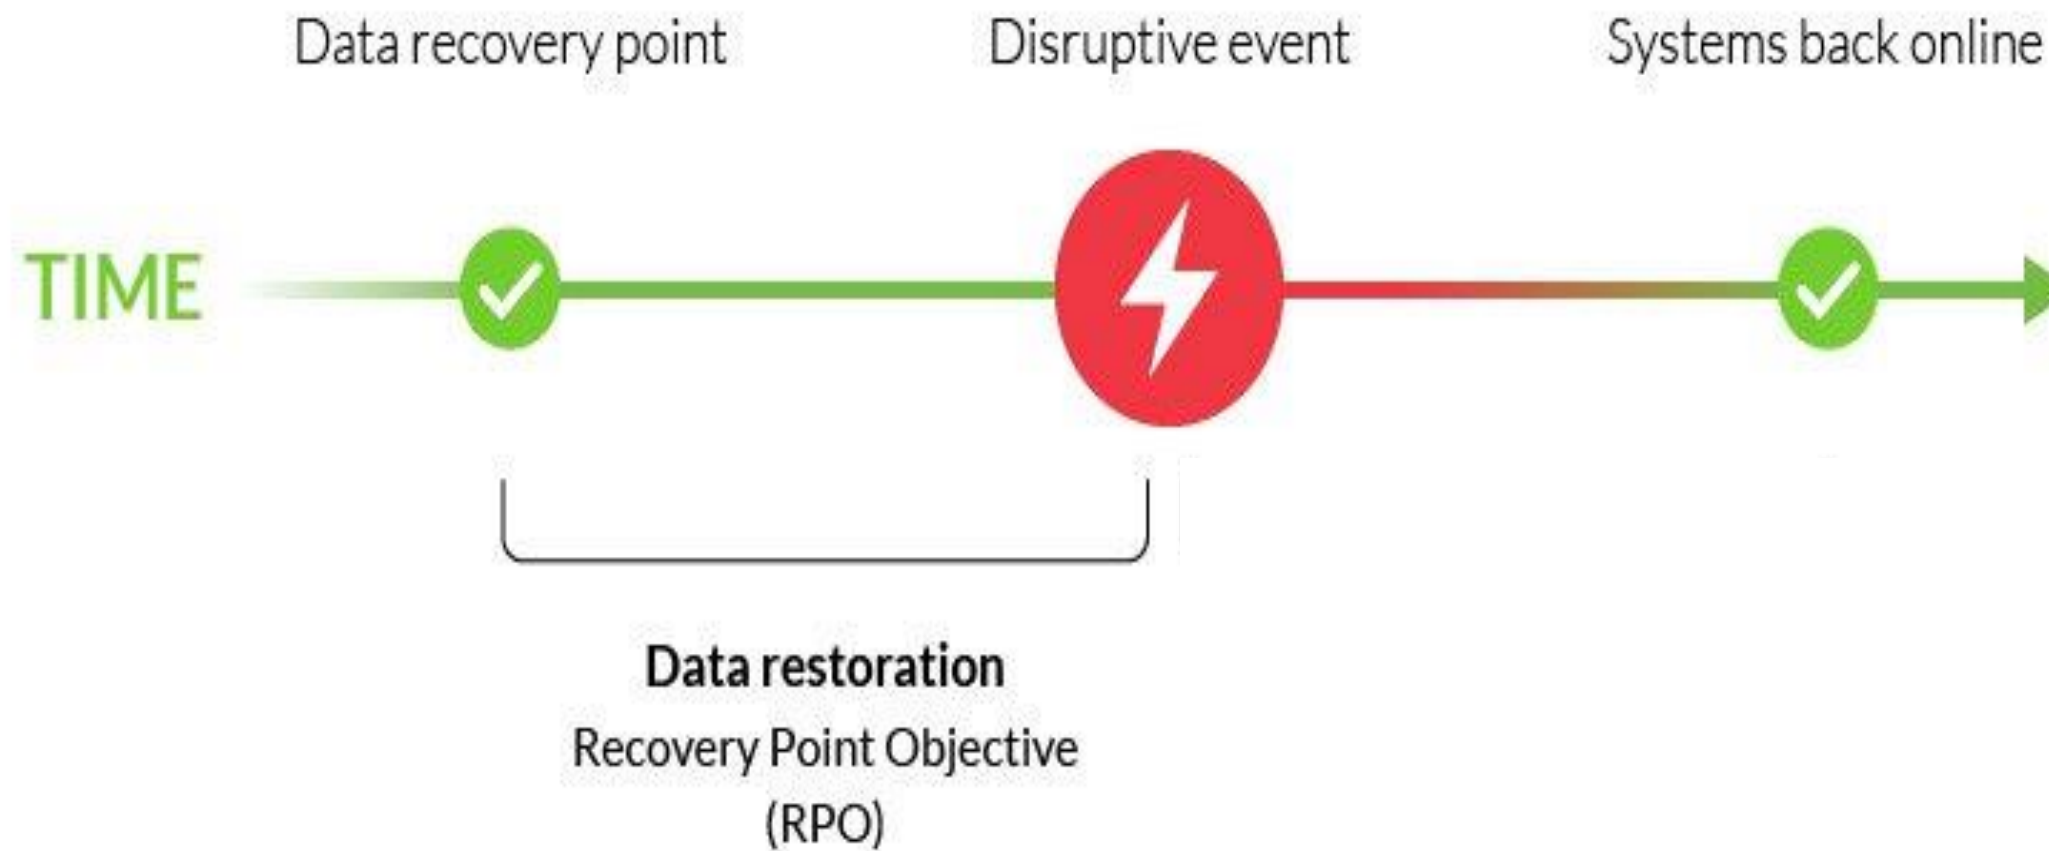 Data recovery point
Disruptive event
Systems back online
TIME
Data restoration
Recovery Point Objective
(RPO)